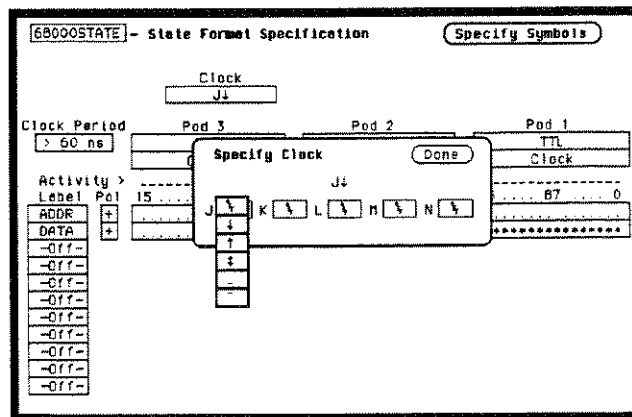 68000STATE - State Format Specification Specify Symbols
Clock
J↓
Clock Period Pod 3 Pod 2 Pod 1
> 60 ns TTL
Specify Clock Done Clock
J↓
Activity >
Label Pol 15 .... 87 .... 0
J K L M N
ADDR +
DATA + ****************
↓
-Off-
↑
-Off-
↕
-Off-
-Off-
-Off-
-Off-
-Off-
-Off-
-Off-